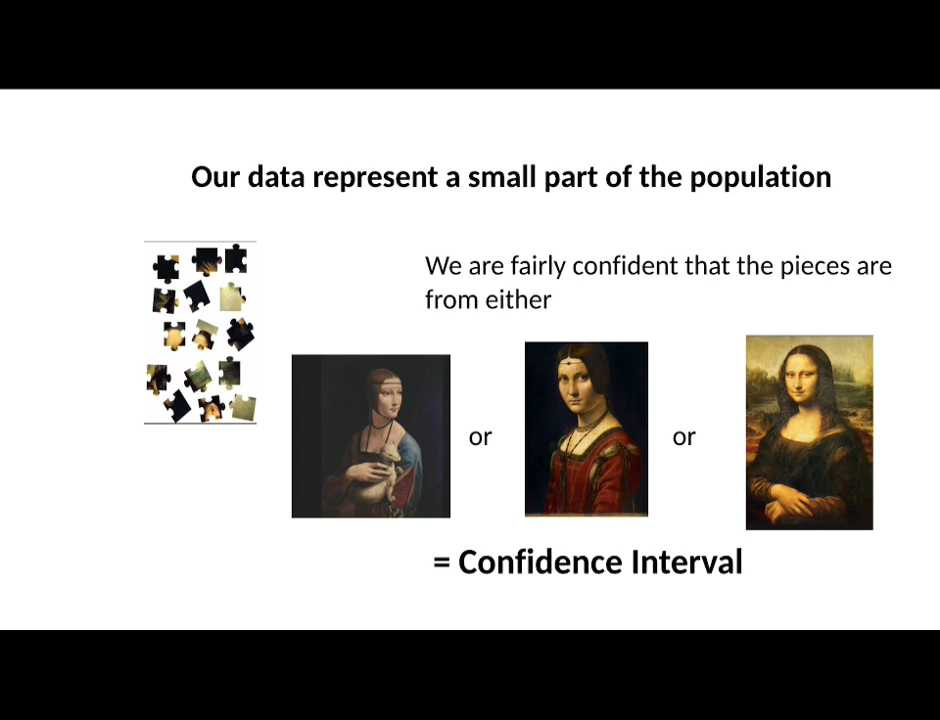 Our data represent a small part of the population
We are fairly confident that the pieces are
from either
or
or
= Confidence Interval